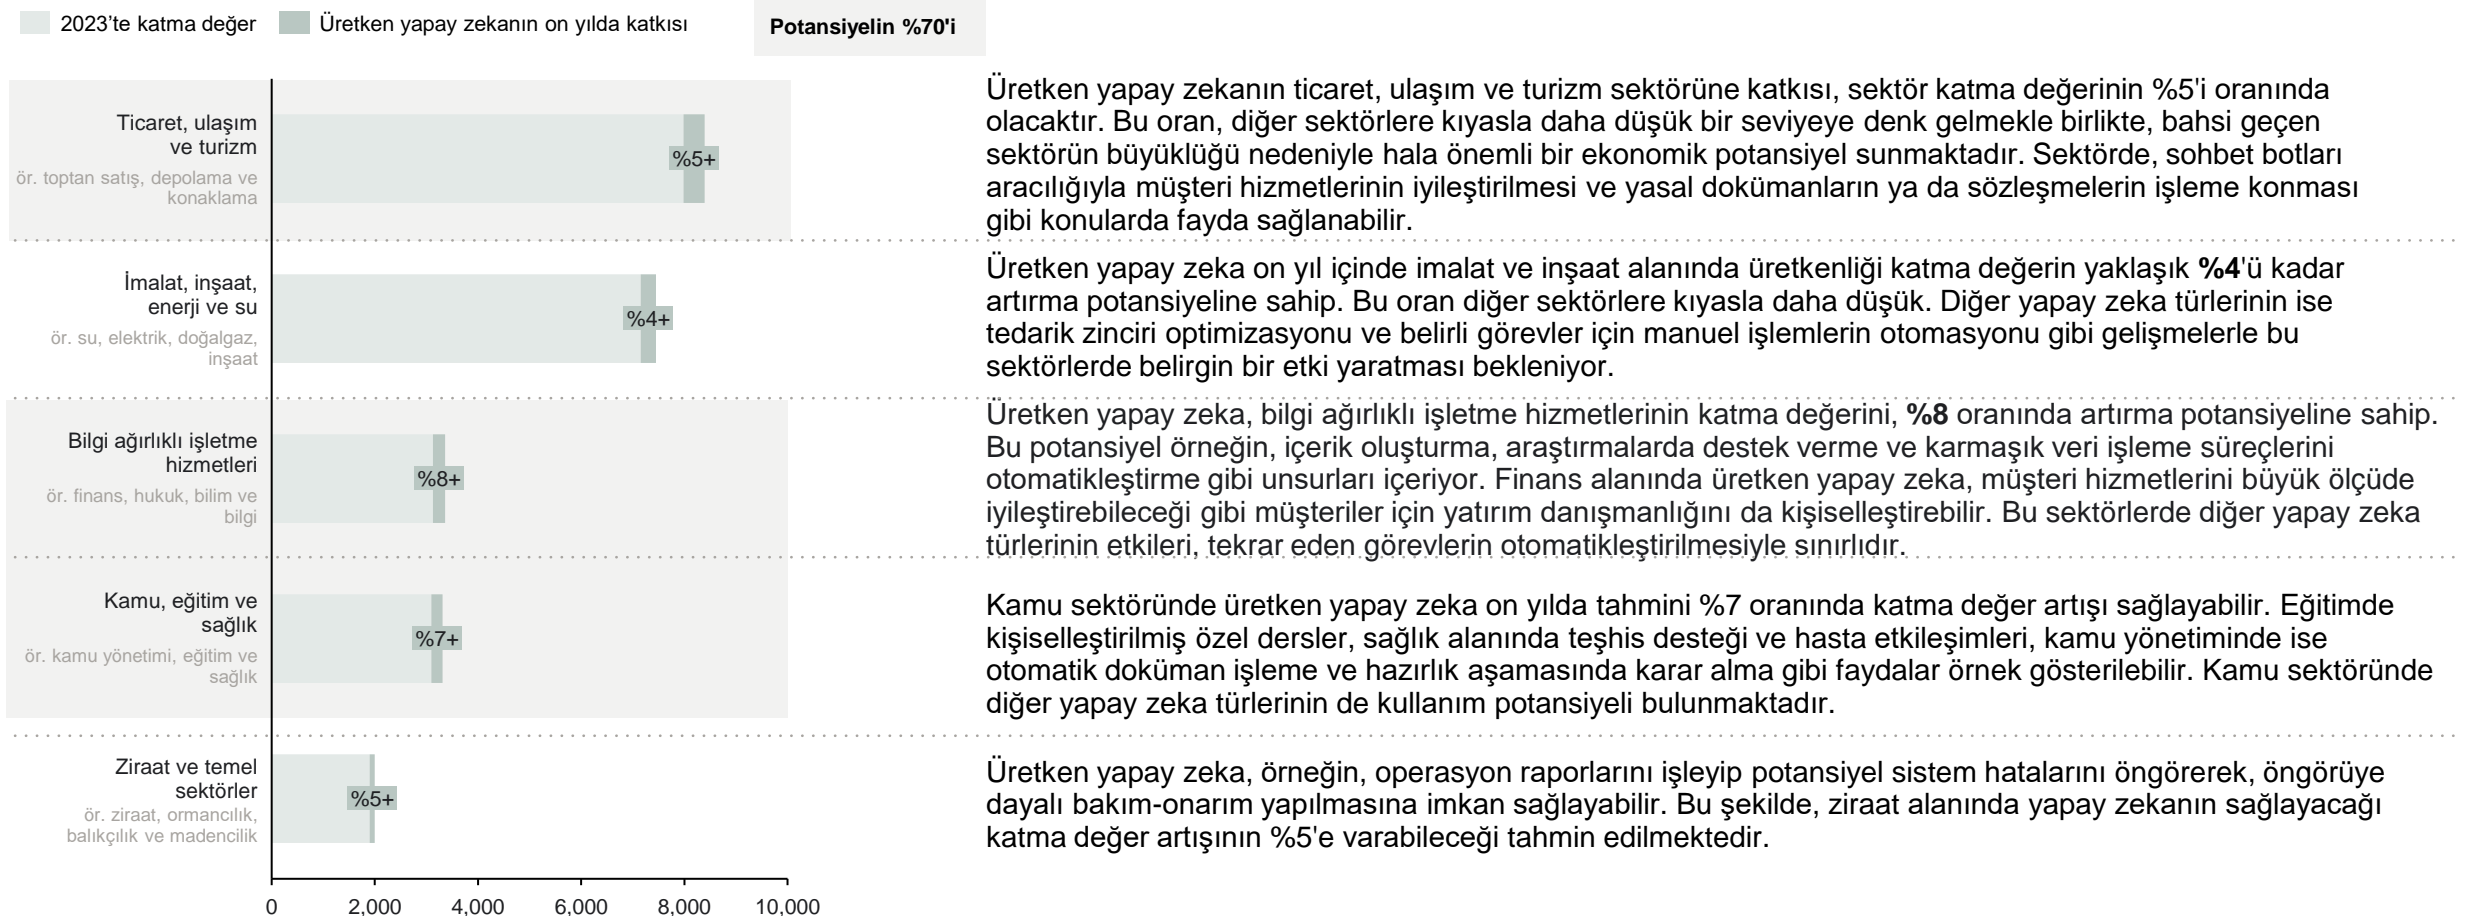 2023’te katma değer
Üretken yapay zekanın on yılda katkısı
Potansiyelin %70'i
Ticaret, ulaşım
ve turizm
ör. toptan satış, depolama ve
konaklama
%5+
Üretken yapay zekanın ticaret, ulaşım ve turizm sektörüne katkısı, sektör katma değerinin %5'i oranında
olacaktır. Bu oran, diğer sektörlere kıyasla daha düşük bir seviyeye denk gelmekle birlikte, bahsi geçen
sektörün büyüklüğü nedeniyle hala önemli bir ekonomik potansiyel sunmaktadır. Sektörde, sohbet botları
aracılığıyla müşteri hizmetlerinin iyileştirilmesi ve yasal dokümanların ya da sözleşmelerin işleme konması
gibi konularda fayda sağlanabilir.
İmalat, inşaat,
enerji ve su
ör. su, elektrik, doğalgaz,
inşaat
%4+
Üretken yapay zeka on yıl içinde imalat ve inşaat alanında üretkenliği katma değerin yaklaşık %4'ü kadar
artırma potansiyeline sahip. Bu oran diğer sektörlere kıyasla daha düşük. Diğer yapay zeka türlerinin ise
tedarik zinciri optimizasyonu ve belirli görevler için manuel işlemlerin otomasyonu gibi gelişmelerle bu
sektörlerde belirgin bir etki yaratması bekleniyor.
Bilgi ağırlıklı işletme
hizmetleri
ör. finans, hukuk, bilim ve
bilgi
%8+
Üretken yapay zeka, bilgi ağırlıklı işletme hizmetlerinin katma değerini, %8 oranında artırma potansiyeline sahip.
Bu potansiyel örneğin, içerik oluşturma, araştırmalarda destek verme ve karmaşık veri işleme süreçlerini
otomatikleştirme gibi unsurları içeriyor. Finans alanında üretken yapay zeka, müşteri hizmetlerini büyük ölçüde
iyileştirebileceği gibi müşteriler için yatırım danışmanlığını da kişiselleştirebilir. Bu sektörlerde diğer yapay zeka
türlerinin etkileri, tekrar eden görevlerin otomatikleştirilmesiyle sınırlıdır.
Kamu, eğitim ve
sağlık
ör. kamu yönetimi, eğitim ve
sağlık
%7+
Kamu sektöründe üretken yapay zeka on yılda tahmini %7 oranında katma değer artışı sağlayabilir. Eğitimde
kişiselleştirilmiş özel dersler, sağlık alanında teşhis desteği ve hasta etkileşimleri, kamu yönetiminde ise
otomatik doküman işleme ve hazırlık aşamasında karar alma gibi faydalar örnek gösterilebilir. Kamu sektöründe
diğer yapay zeka türlerinin de kullanım potansiyeli bulunmaktadır.
Ziraat ve temel
sektörler
ör. ziraat, ormancılık,
balıkçılık ve madencilik
%5+
Üretken yapay zeka, örneğin, operasyon raporlarını işleyip potansiyel sistem hatalarını öngörerek, öngörüye
dayalı bakım-onarım yapılmasına imkan sağlayabilir. Bu şekilde, ziraat alanında yapay zekanın sağlayacağı
katma değer artışının %5'e varabileceği tahmin edilmektedir.
0 2,000 4,000 6,000 8,000 10,000